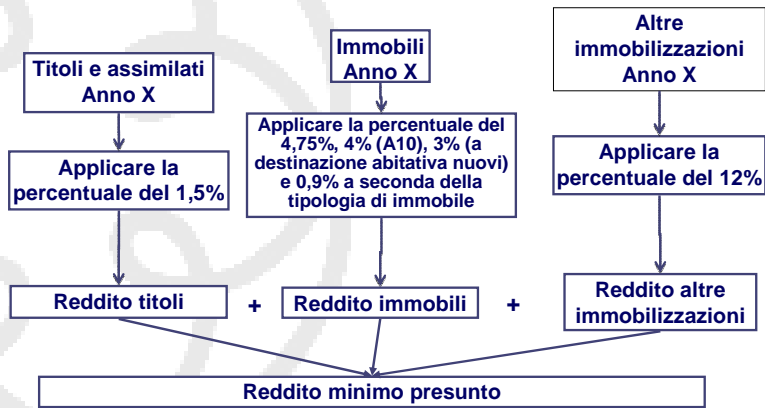 Titoli e assimilati
Anno X
Immobili
Anno X
Altre
immobilizzazioni
Anno X
Applicare la
percentuale del 1,5%
Applicare la percentuale del
4,75%, 4% (A10), 3% (a
destinazione abitativa nuovi)
e 0,9% a seconda della
tipologia di immobile
Applicare la
percentuale del 12%
Reddito titoli
+
Reddito immobili
+
Reddito altre
immobilizzazioni
Reddito minimo presunto